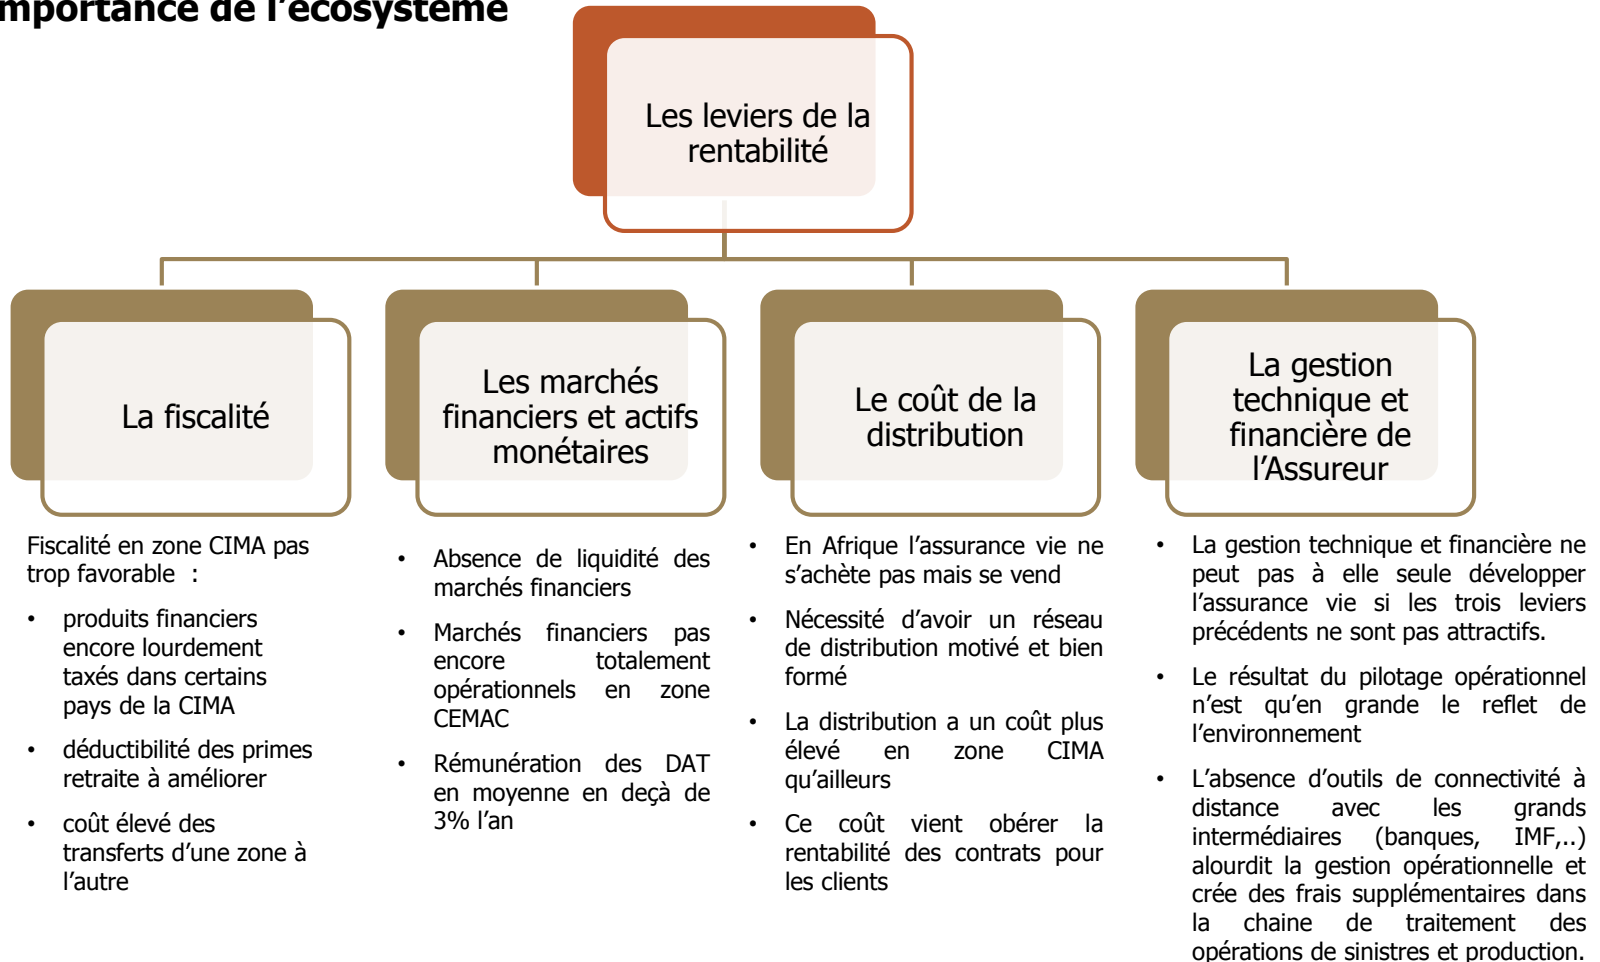 mportance de l'écosystème
Les leviers de la
rentabilité
La fiscalité
Les marchés
financiers et actifs
monétaires
Le coût de la
distribution
La gestion
technique et
financière de
l'Assureur
Fiscalité en zone CIMA pas
trop favorable :
• produits financiers
encore lourdement
taxés dans certains
pays de la CIMA
• déductibilité des primes
retraite à améliorer
• coût élevé des
transferts d'une zone à
l'autre
• Absence de liquidité des
marchés financiers
• Marchés financiers pas
encore totalement
opérationnels en zone
CEMAC
• Rémunération des DAT
en moyenne en deçà de
3% l'an
• En Afrique l'assurance vie ne
s'achète pas mais se vend
• Nécessité d'avoir un réseau
de distribution motivé et bien
formé
• La distribution a un coût plus
élevé en zone CIMA
qu'ailleurs
• Ce coût vient obérer la
rentabilité des contrats pour
les clients
• La gestion technique et financière ne
peut pas à elle seule développer
l'assurance vie si les trois leviers
précédents ne sont pas attractifs.
• Le résultat du pilotage opérationnel
n'est qu'en grande le reflet de
l'environnement
• L'absence d'outils de connectivité à
distance avec les grands
intermédiaires (banques, IMF,..)
alourdit la gestion opérationnelle et
crée des frais supplémentaires dans
la chaine de traitement des
opérations de sinistres et production.